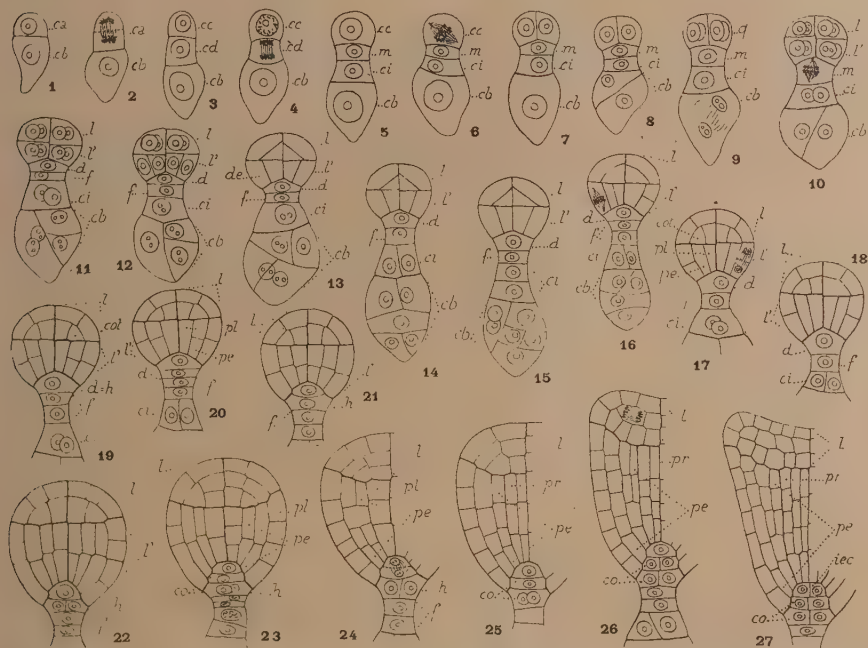 ca
cb
1
ca
cb
2
cc
cd
cb
3
cc
cd
cb
4
cc
m
ci
cb
5
cc
m
ci
cb
6
m
ci
cb
7
m
ci
cb
8
q
m
ci
cb
9
l
l'
m
ci
cb
10
l
l'
d
f
ci
cb
11
l
l'
d
f
ci
cb
12
l
de
l'
d
f
ci
cb
13
l
l'
d
f
ci
cb
14
l
l'
d
f
ci
cb
15
l
l'
d
f
ci
cb
16
cot
pl
pe
l
l'
d
ci
17
18
l
l'
d
f
ci
l
cot
l'
d=h
f
19
l
pl
pe
l'
d
f
ci
20
21
l
l'
h
f
l
l'
h
22
l
pl
pe
co
h
23
l
pl
pe
h
f
24
l
pr
pe
co
25
l
pr
pe
co
26
l
pr
pe
iec
co
27